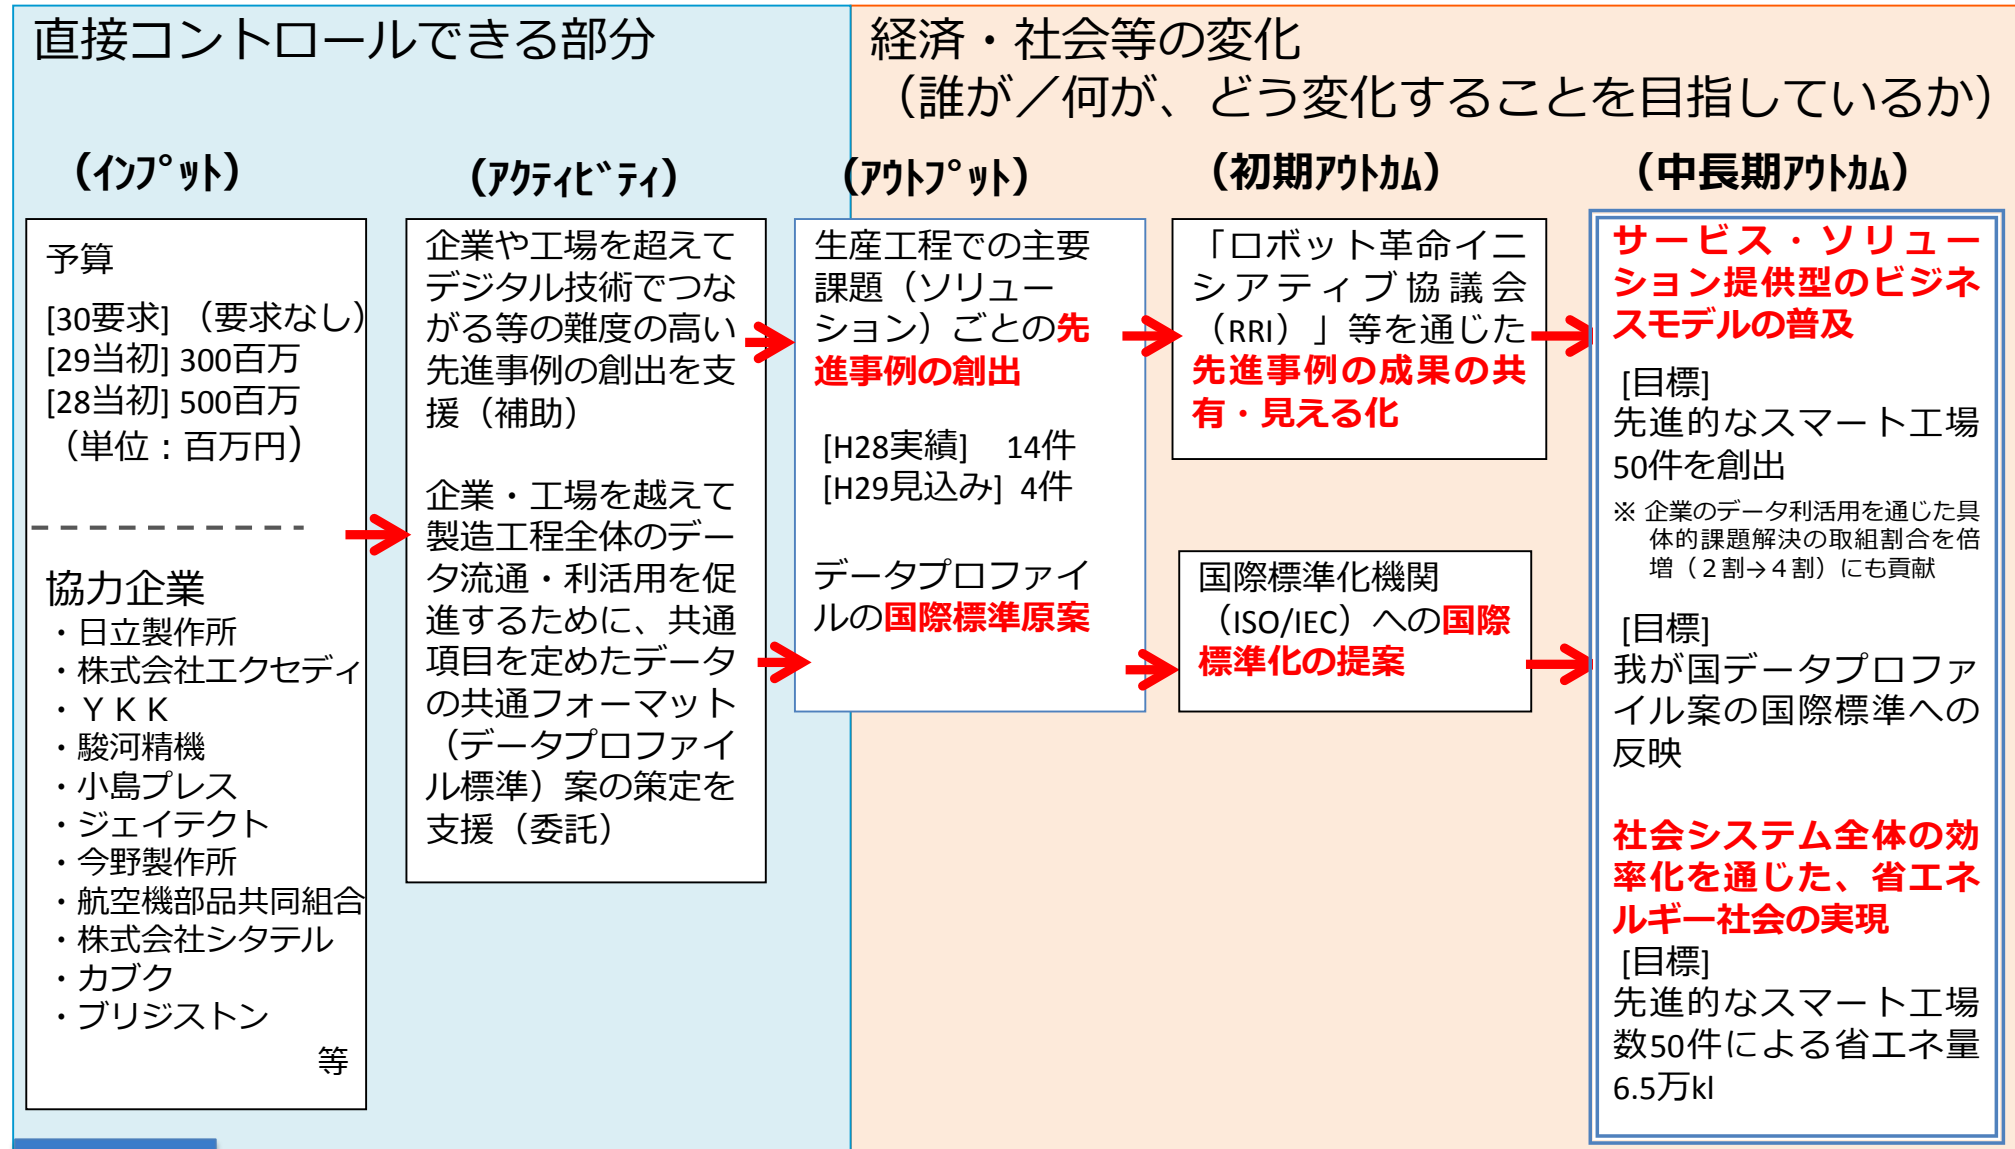 直接コントロールできる部分
経済・社会等の変化
（誰が／何が、どう変化することを目指しているか）
（ｲﾝﾌﾟｯﾄ）
（ｱｸﾃｨﾋﾞﾃｨ）
（ｱｳﾄﾌﾟｯﾄ）
（初期ｱｳﾄｶﾑ）
（中長期ｱｳﾄｶﾑ）
予算
[30要求] （要求なし）
[29当初] 300百万
[28当初] 500百万
（単位：百万円）
協力企業
・日立製作所
・株式会社エクセディ
・ＹＫＫ
・駿河精機
・小島プレス
・ジェイテクト
・今野製作所
・航空機部品共同組合
・株式会社シタテル
・カブク
・ブリジストン
等
企業や工場を超えて
デジタル技術でつな
がる等の難度の高い
先進事例の創出を支
援（補助）
企業・工場を越えて
製造工程全体のデー
タ流通・利活用を促
進するために、共通
項目を定めたデータ
の共通フォーマット
（データプロファイ
ル標準）案の策定を
支援（委託）
生産工程での主要
課題（ソリュー
ション）ごとの先
進事例の創出
[H28実績] 14件
[H29見込み] 4件
データプロファイ
ルの国際標準原案
「ロボット革命イニ
シアティブ協議会
（RRI）」等を通じた
先進事例の成果の共
有・見える化
国際標準化機関
（ISO/IEC）への国際
標準化の提案
サービス・ソリュー
ション提供型のビジネ
スモデルの普及
[目標]
先進的なスマート工場
50件を創出
※ 企業のデータ利活用を通じた具
体的課題解決の取組割合を倍
増（２割→４割）にも貢献
[目標]
我が国データプロファ
イル案の国際標準への
反映
社会システム全体の効
率化を通じた、省エネ
ルギー社会の実現
[目標]
先進的なスマート工場
数50件による省エネ量
6.5万kl